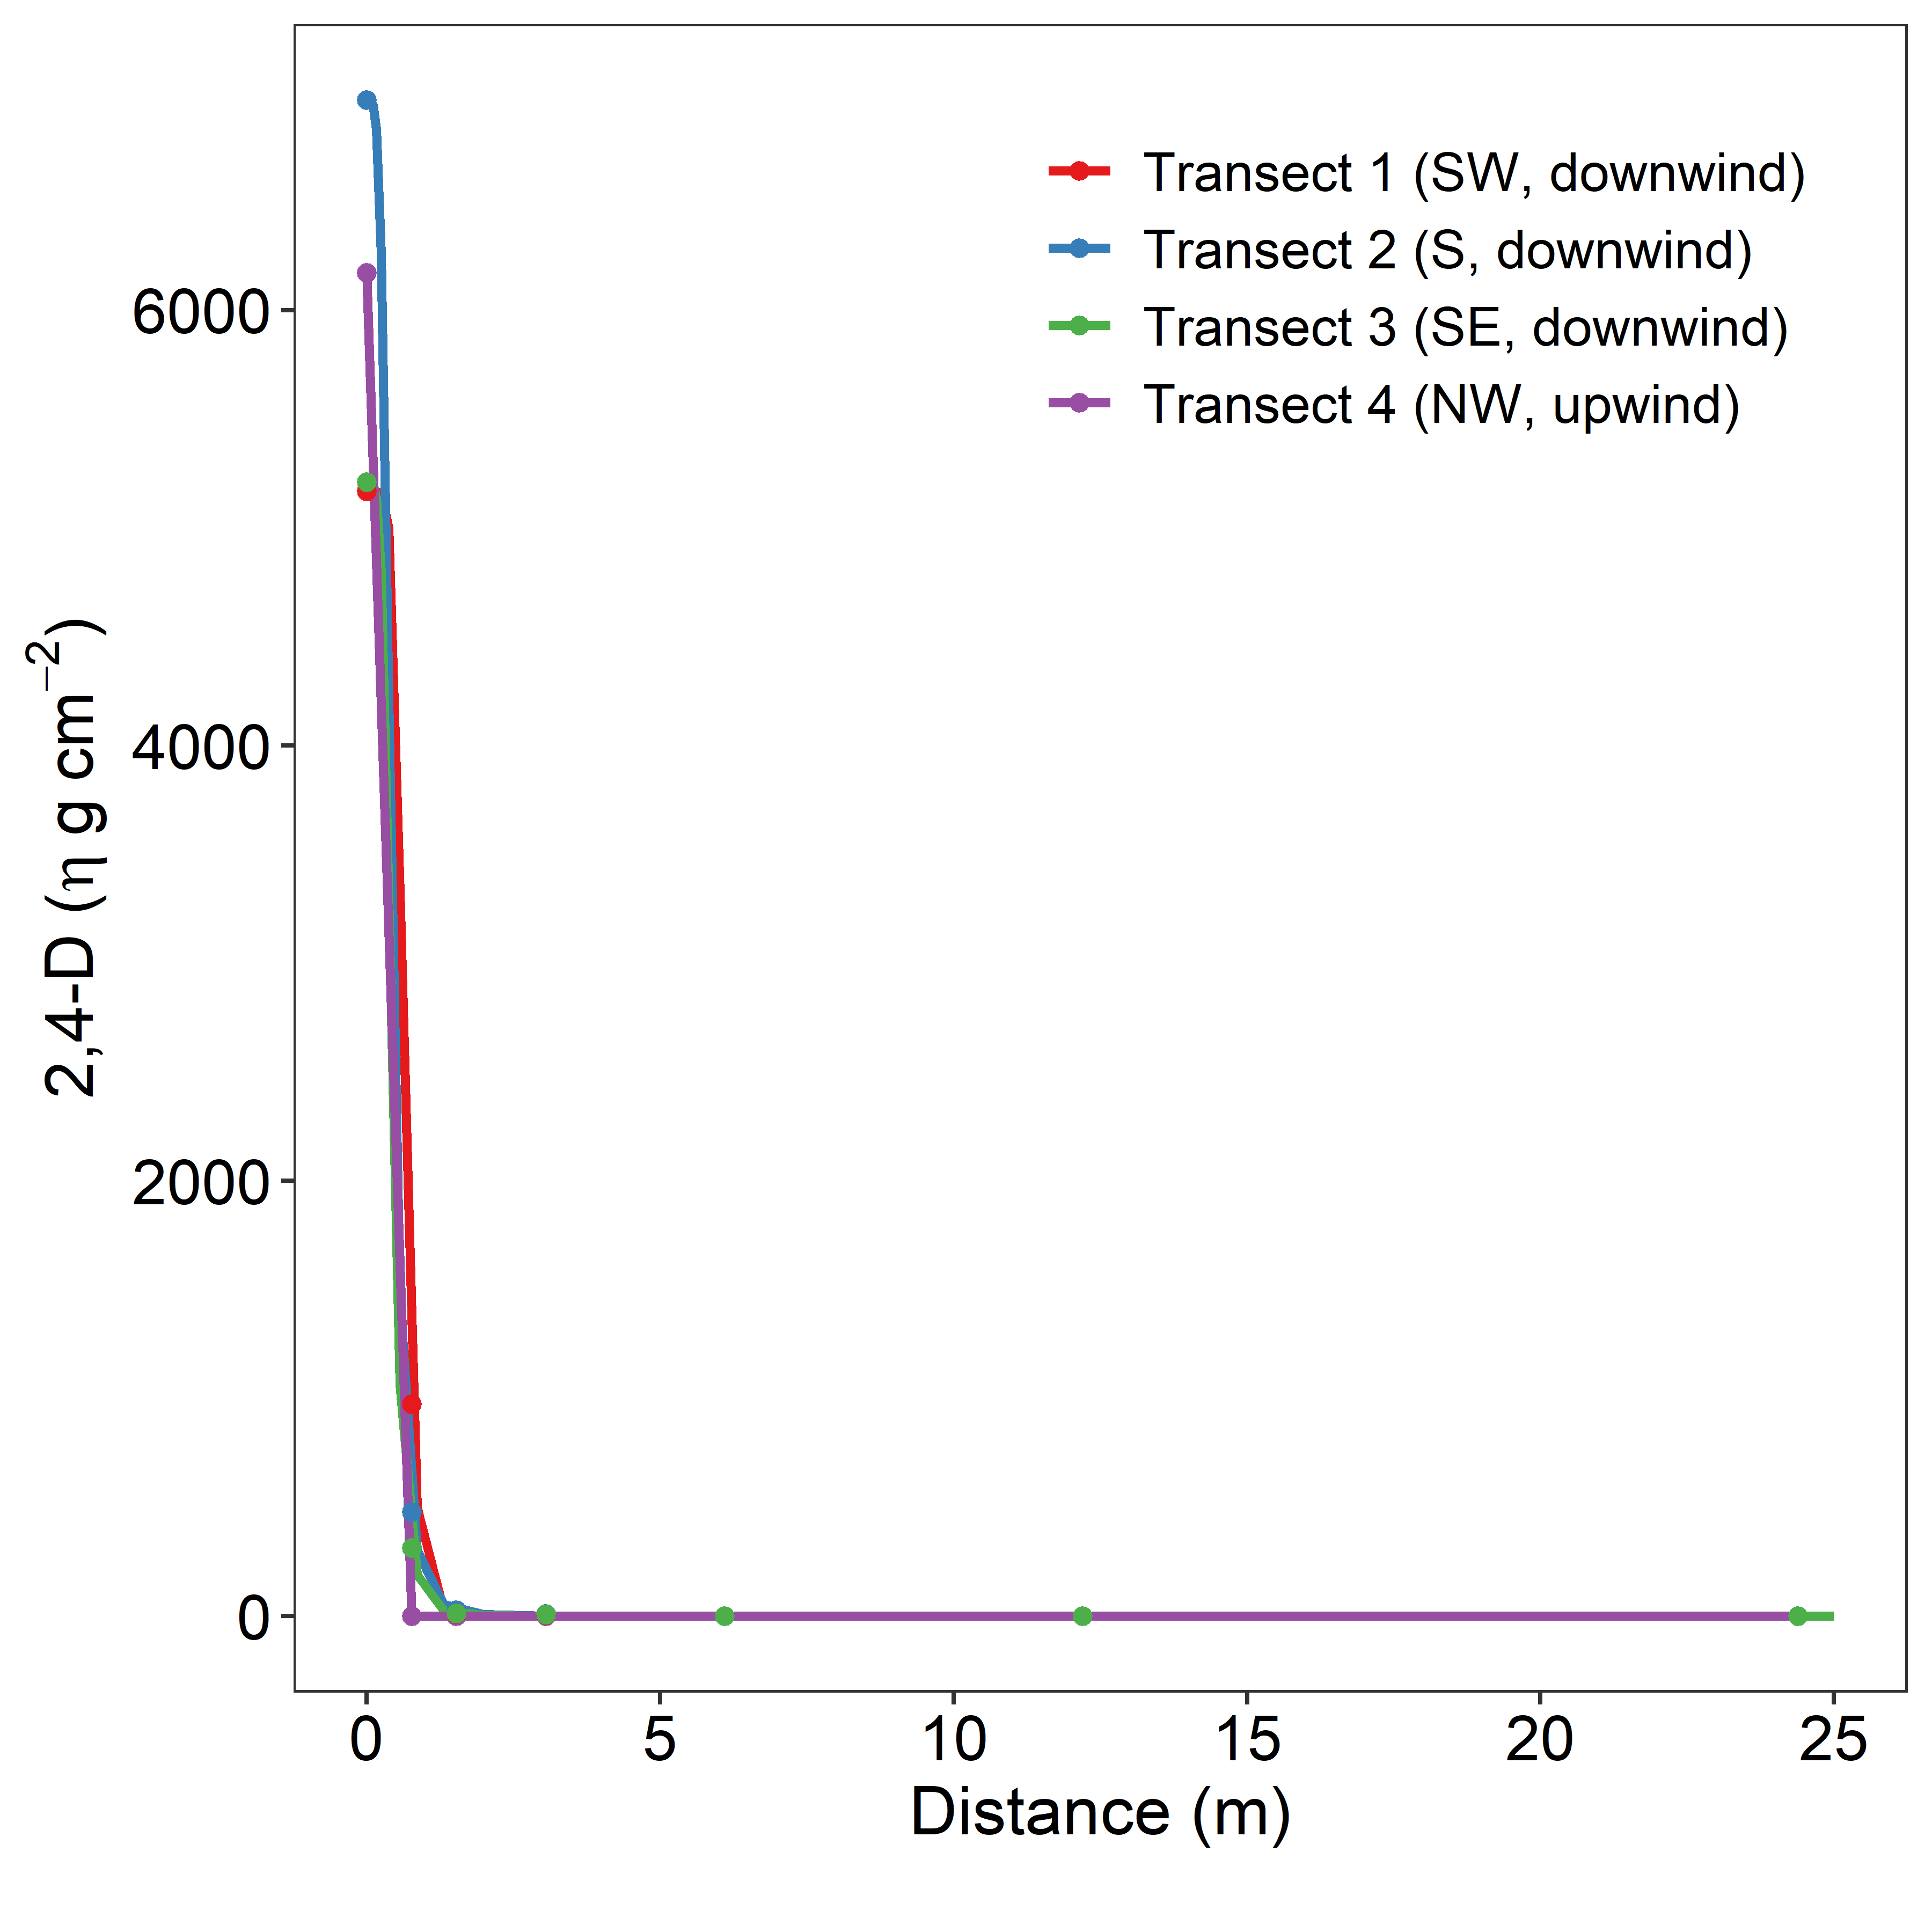 Transect 1 (SW, downwind)
Transect 2 (S, downwind)
Transect 3 (SE, downwind)
Transect 4 (NW, upwind)
6000
4000
2000
0
2,4-D (η g cm⁻²)
0 5 10 15 20 25
Distance (m)